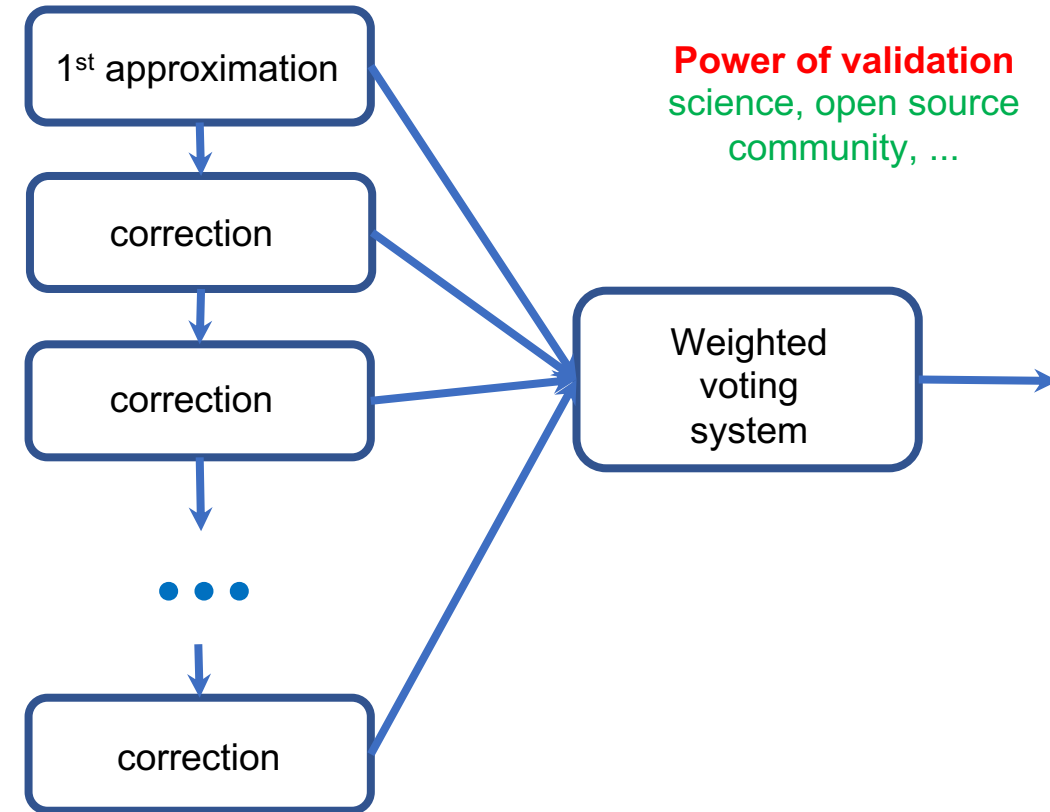 1st approximation
Power of validation
science, open source
community, ...
correction
correction
Weighted
voting
system
correction